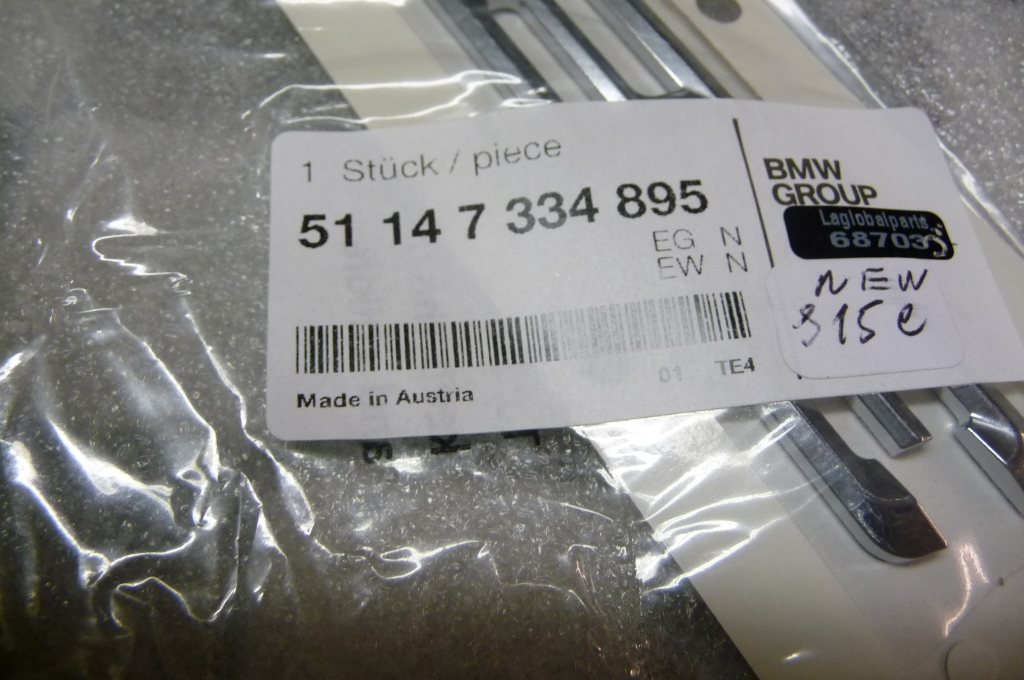 1 Stück / piece
51 14 7 334 895
EG N
EW N
BMW
GROUP
Laglobalparts
68703
NEW
315e
01 TE4
Made in Austria